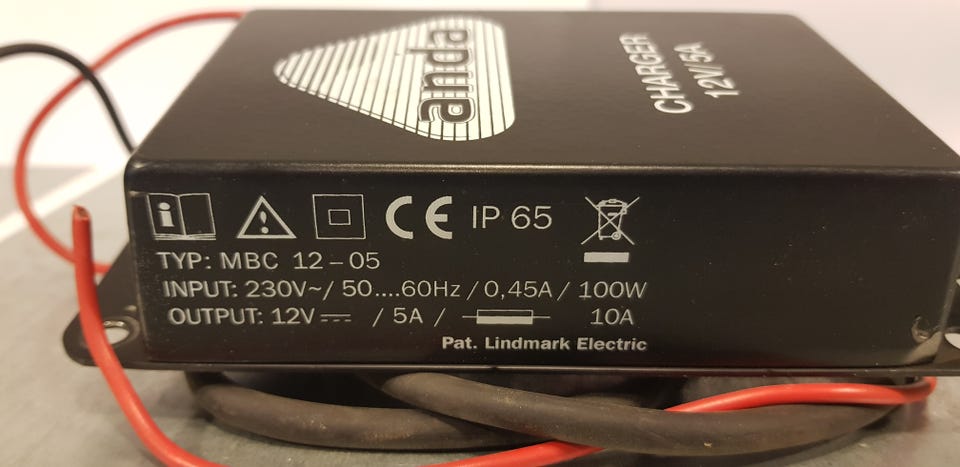 anda
CHARGER
12V/5A
i CE IP 65
TYP: MBC 12-05
INPUT: 230V~/ 50....60Hz / 0,45A / 100W
OUTPUT: 12V⎓ / 5A / 10A
Pat. Lindmark Electric